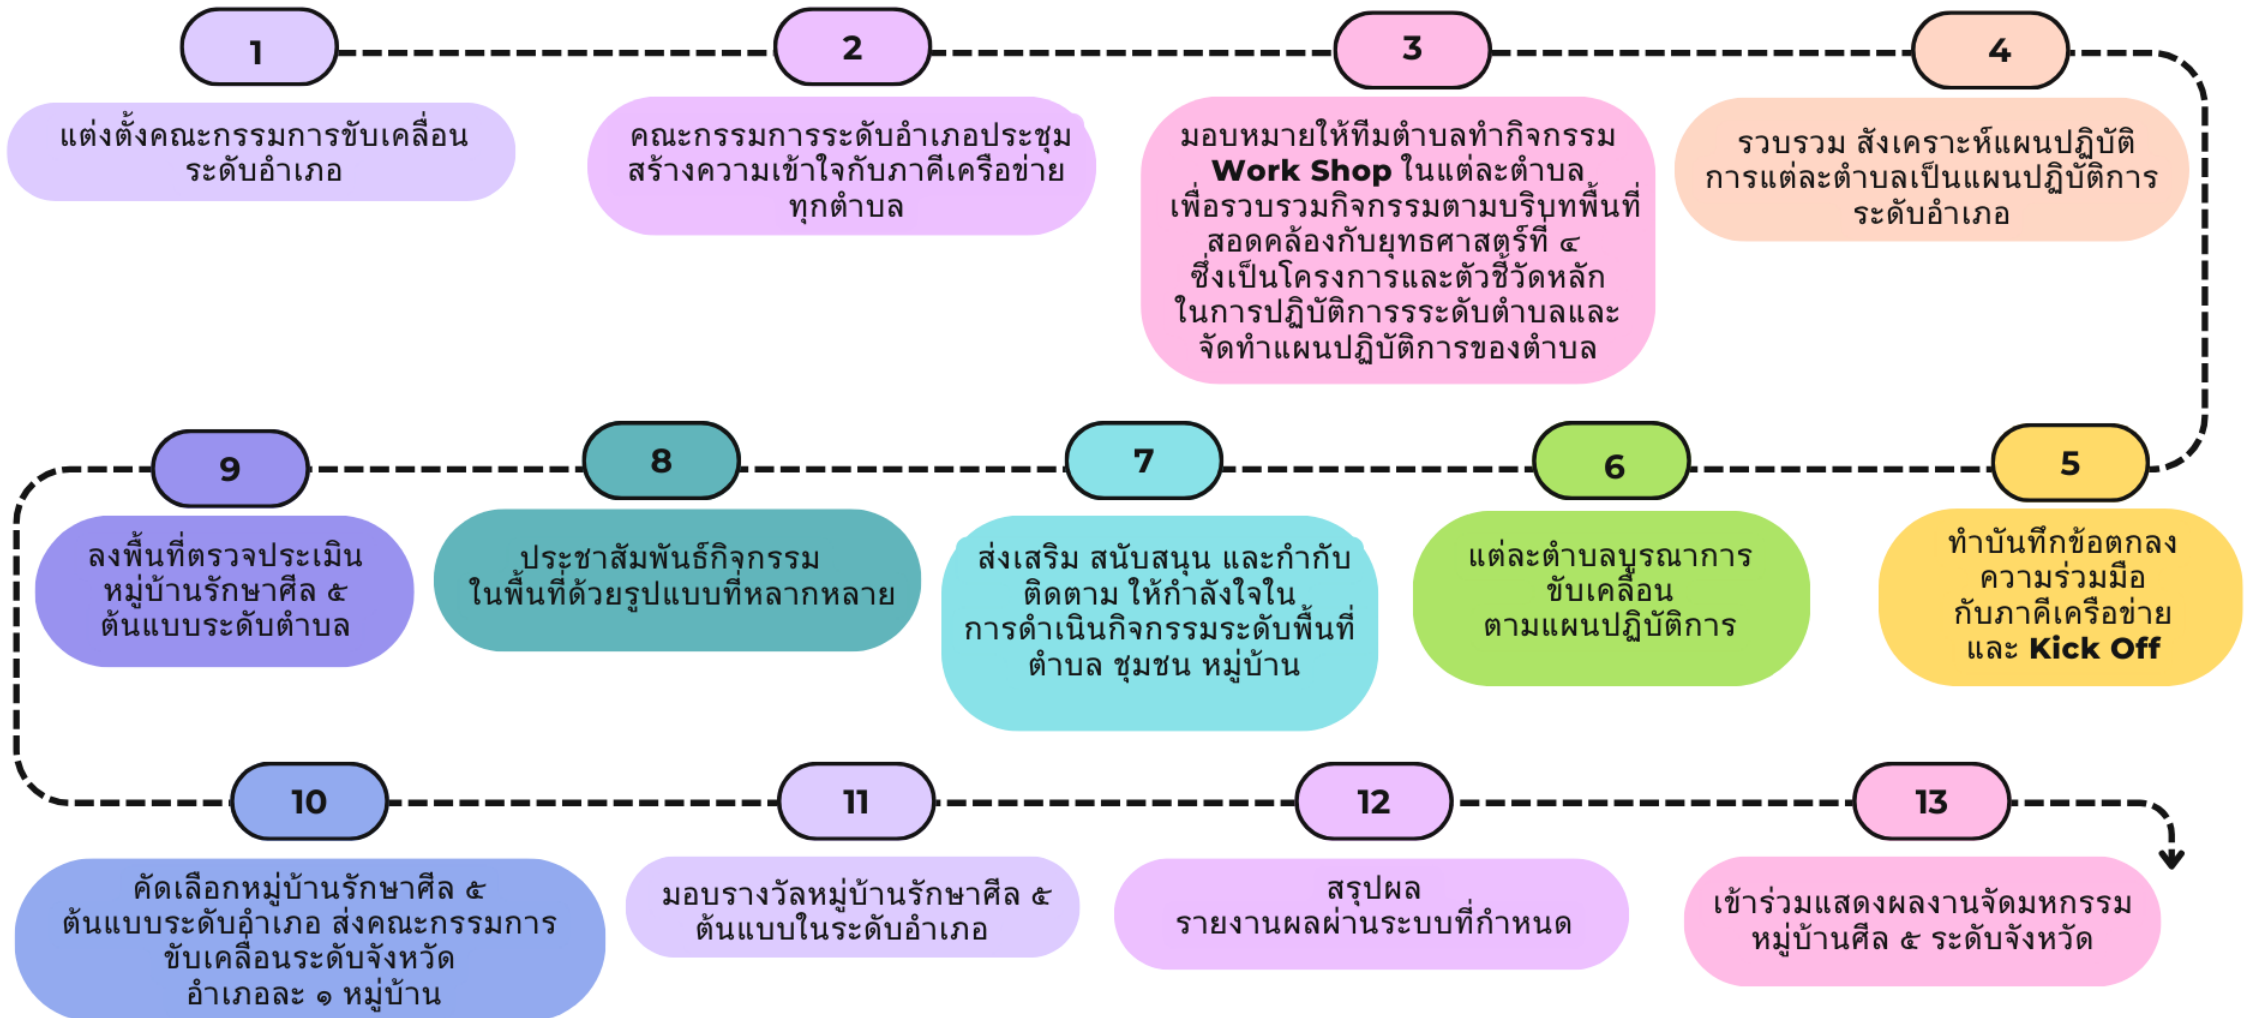 1
แต่งตั้งคณะกรรมการขับเคลื่อน
ระดับอำเภอ
2
คณะกรรมการระดับอำเภอประชุม
สร้างความเข้าใจกับภาคีเครือข่าย
ทุกตำบล
3
มอบหมายให้ทีมตำบลทำกิจกรรม
Work Shop ในแต่ละตำบล
เพื่อรวบรวมกิจกรรมตามบริบทพื้นที่
สอดคล้องกับยุทธศาสตร์ที่ ๔
ซึ่งเป็นโครงการและตัวชี้วัดหลัก
ในการปฏิบัติการรระดับตำบลและ
จัดทำแผนปฏิบัติการของตำบล
4
รวบรวม สังเคราะห์แผนปฏิบัติ
การแต่ละตำบลเป็นแผนปฏิบัติการ
ระดับอำเภอ
5
ทำบันทึกข้อตกลง
ความร่วมมือ
กับภาคีเครือข่าย
และ Kick Off
6
แต่ละตำบลบูรณาการ
ขับเคลื่อน
ตามแผนปฏิบัติการ
7
ส่งเสริม สนับสนุน และกำกับ
ติดตาม ให้กำลังใจใน
การดำเนินกิจกรรมระดับพื้นที่
ตำบล ชุมชน หมู่บ้าน
8
ประชาสัมพันธ์กิจกรรม
ในพื้นที่ด้วยรูปแบบที่หลากหลาย
9
ลงพื้นที่ตรวจประเมิน
หมู่บ้านรักษาศีล ๕
ต้นแบบระดับตำบล
10
คัดเลือกหมู่บ้านรักษาศีล ๕
ต้นแบบระดับอำเภอ ส่งคณะกรรมการ
ขับเคลื่อนระดับจังหวัด
อำเภอละ ๑ หมู่บ้าน
11
มอบรางวัลหมู่บ้านรักษาศีล ๕
ต้นแบบในระดับอำเภอ
12
สรุปผล
รายงานผลผ่านระบบที่กำหนด
13
เข้าร่วมแสดงผลงานจัดมหกรรม
หมู่บ้านศีล ๕ ระดับจังหวัด